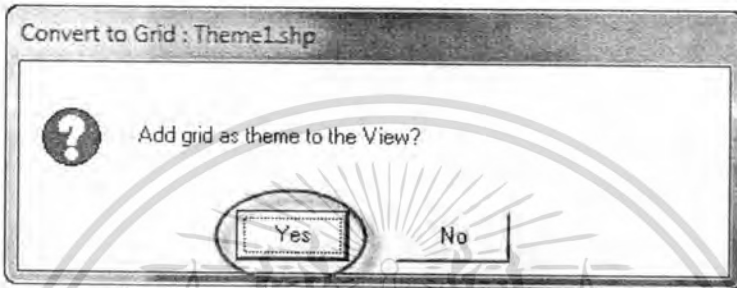 Convert to Grid : Theme1.shp
Add grid as theme to the View?
Yes
No